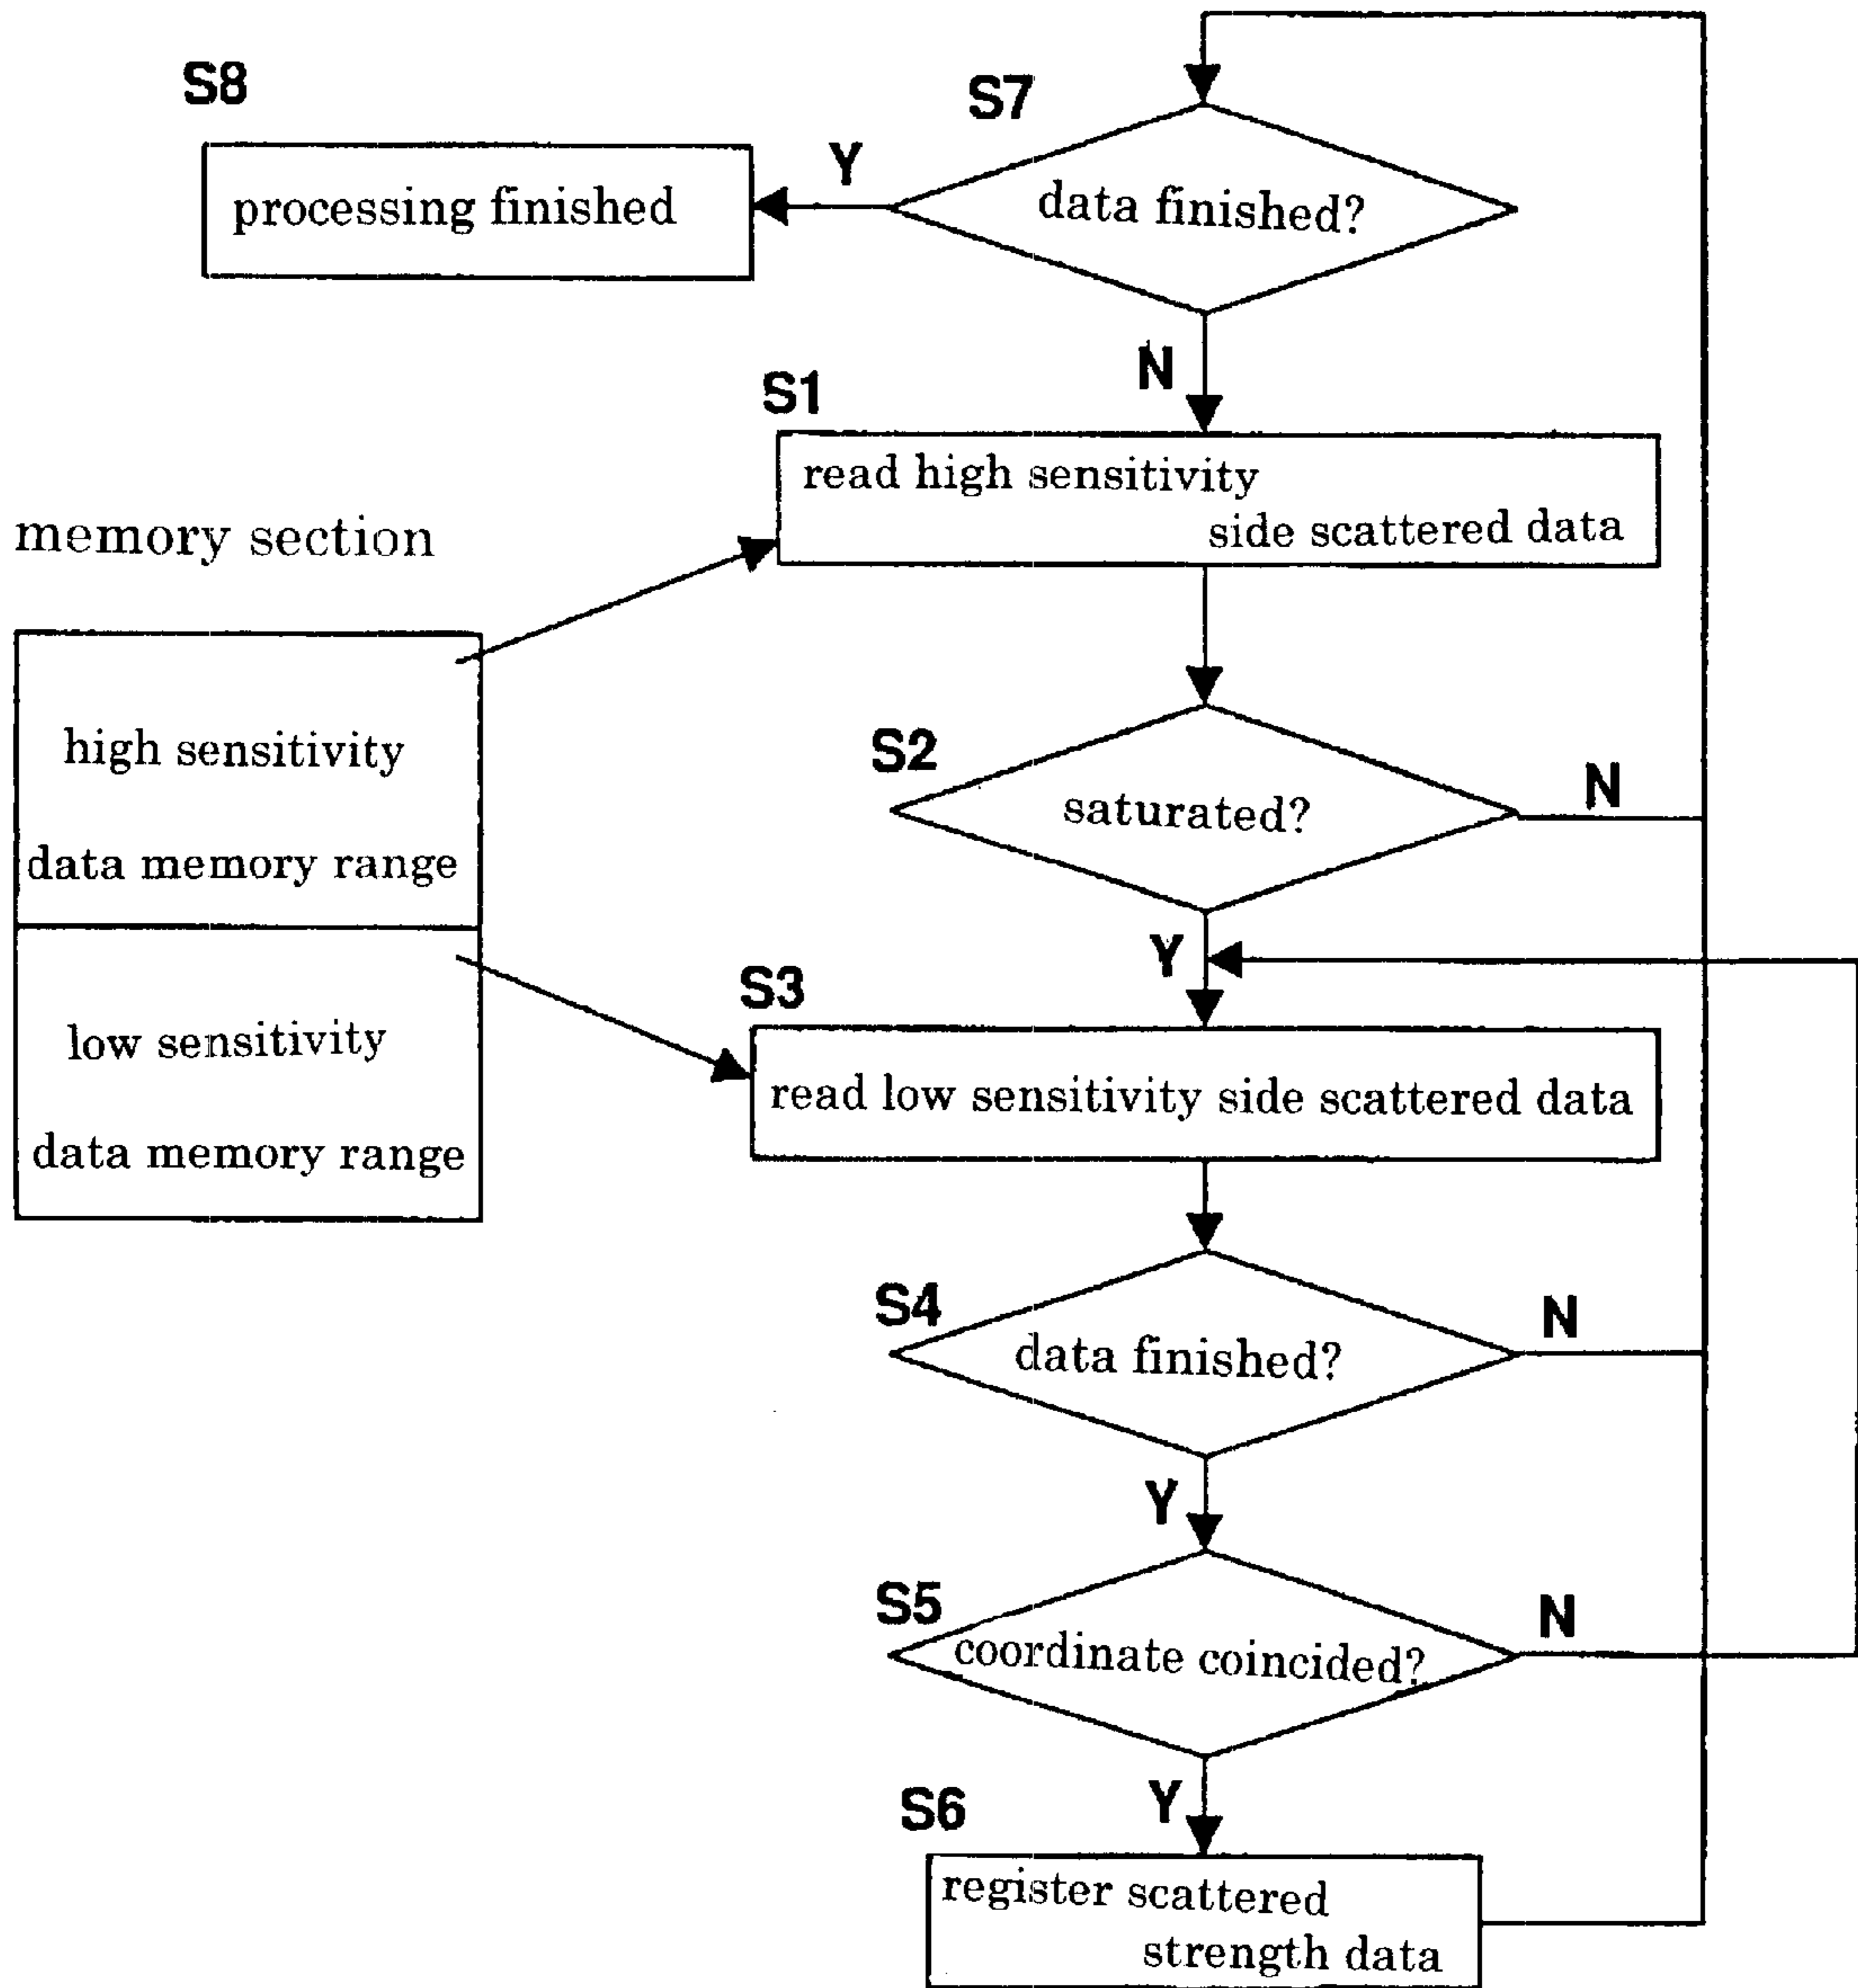 S8
S7
Y
processing finished
data finished?
N
S1
read high sensitivity
side scattered data
memory section
high sensitivity
data memory range
S2
saturated?
N
Y
S3
low sensitivity
data memory range
read low sensitivity side scattered data
S4
data finished?
N
Y
S5
coordinate coincided?
N
Y
S6
register scattered
strength data